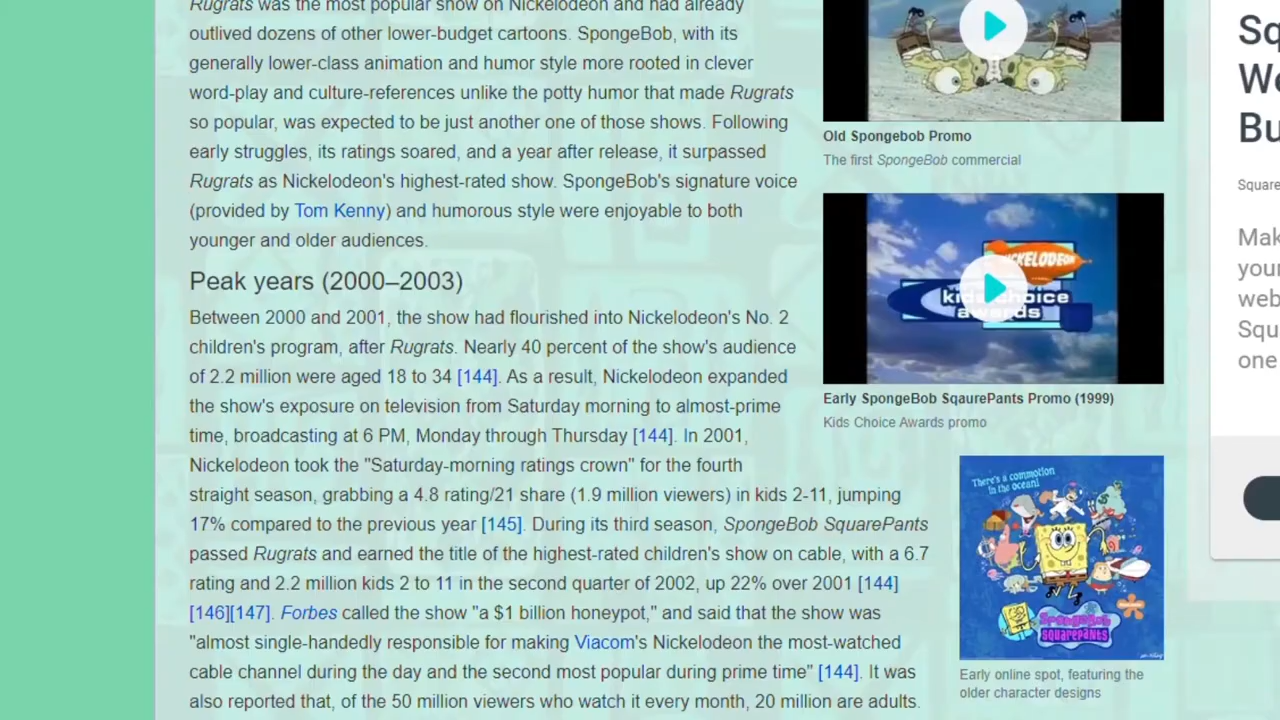 Rugrats was the most popular show on Nickelodeon and had already
outlived dozens of other lower-budget cartoons. SpongeBob, with its
generally lower-class animation and humor style more rooted in clever
word-play and culture-references unlike the potty humor that made Rugrats
so popular, was expected to be just another one of those shows. Following
early struggles, its ratings soared, and a year after release, it surpassed
Rugrats as Nickelodeon's highest-rated show. SpongeBob's signature voice
(provided by Tom Kenny) and humorous style were enjoyable to both
younger and older audiences.
Peak years (2000–2003)
Between 2000 and 2001, the show had flourished into Nickelodeon's No. 2
children's program, after Rugrats. Nearly 40 percent of the show's audience
of 2.2 million were aged 18 to 34 [144]. As a result, Nickelodeon expanded
the show's exposure on television from Saturday morning to almost-prime
time, broadcasting at 6 PM, Monday through Thursday [144]. In 2001,
Nickelodeon took the "Saturday-morning ratings crown" for the fourth
straight season, grabbing a 4.8 rating/21 share (1.9 million viewers) in kids 2-11, jumping
17% compared to the previous year [145]. During its third season, SpongeBob SquarePants
passed Rugrats and earned the title of the highest-rated children's show on cable, with a 6.7
rating and 2.2 million kids 2 to 11 in the second quarter of 2002, up 22% over 2001 [144]
[146][147]. Forbes called the show "a $1 billion honeypot," and said that the show was
"almost single-handedly responsible for making Viacom's Nickelodeon the most-watched
cable channel during the day and the second most popular during prime time" [144]. It was
also reported that, of the 50 million viewers who watch it every month, 20 million are adults.
Old Spongebob Promo
The first SpongeBob commercial
NICKELODEON
kids choice
awards
Early SpongeBob SqaurePants Promo (1999)
Kids Choice Awards promo
There's a commotion
in the ocean!
SpongeBob
SquarePants
Early online spot, featuring the
older character designs
Sq
We
Bu
Square
Mak
your
web
Squ
one